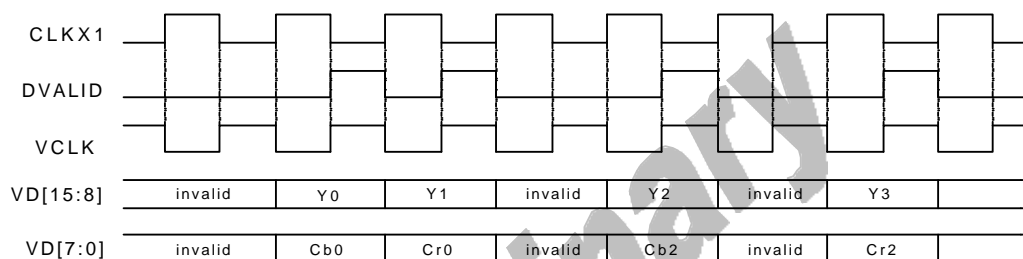 CLKX1
DVALID
VCLK
VD[15:8] invalid Y0 Y1 invalid Y2 invalid Y3
VD[7:0] invalid Cb0 Cr0 invalid Cb2 invalid Cr2
inary